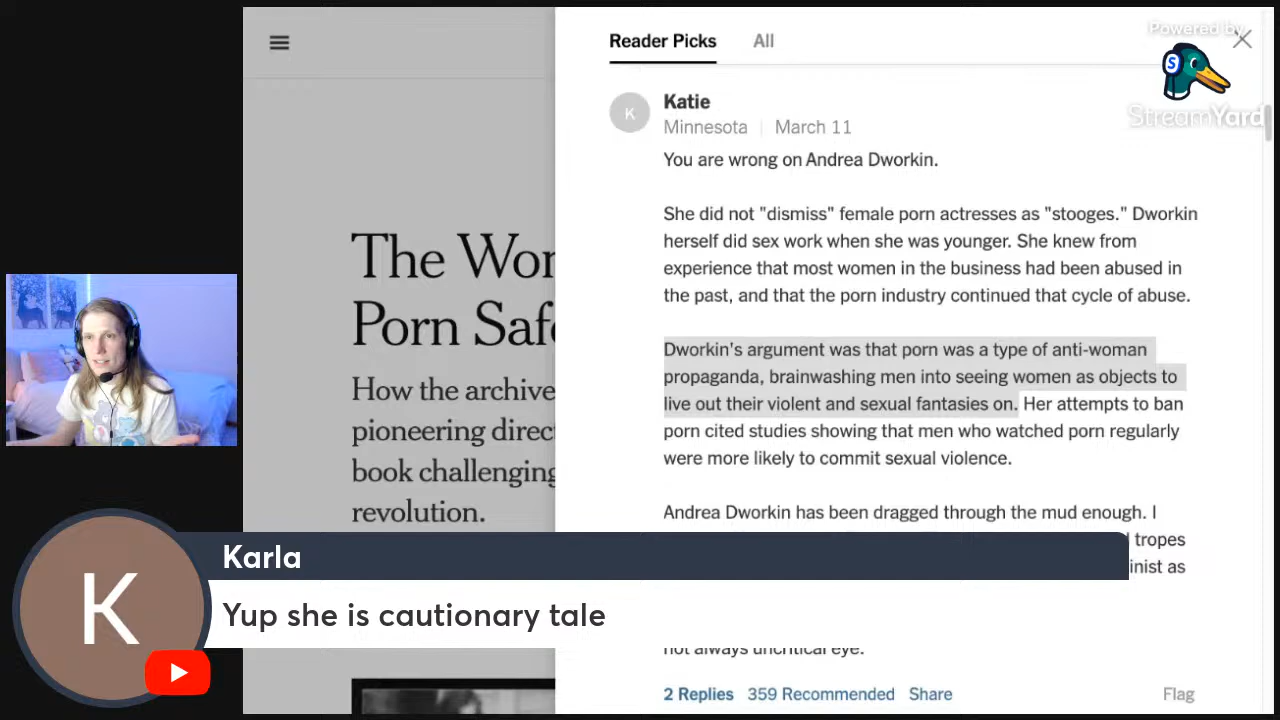 Reader Picks
All
Powered by
S
StreamYard
K
Katie
Minnesota | March 11
You are wrong on Andrea Dworkin.
She did not "dismiss" female porn actresses as "stooges." Dworkin
herself did sex work when she was younger. She knew from
experience that most women in the business had been abused in
the past, and that the porn industry continued that cycle of abuse.
Dworkin's argument was that porn was a type of anti-woman
propaganda, brainwashing men into seeing women as objects to
live out their violent and sexual fantasies on. Her attempts to ban
porn cited studies showing that men who watched porn regularly
were more likely to commit sexual violence.
Andrea Dworkin has been dragged through the mud enough. I
tropes
as
not always uncritical eye.
2 Replies 359 Recommended Share
Flag
The
Porn
How the archive
pioneering
book challenging
revolution.
K
Karla
Yup she is cautionary tale